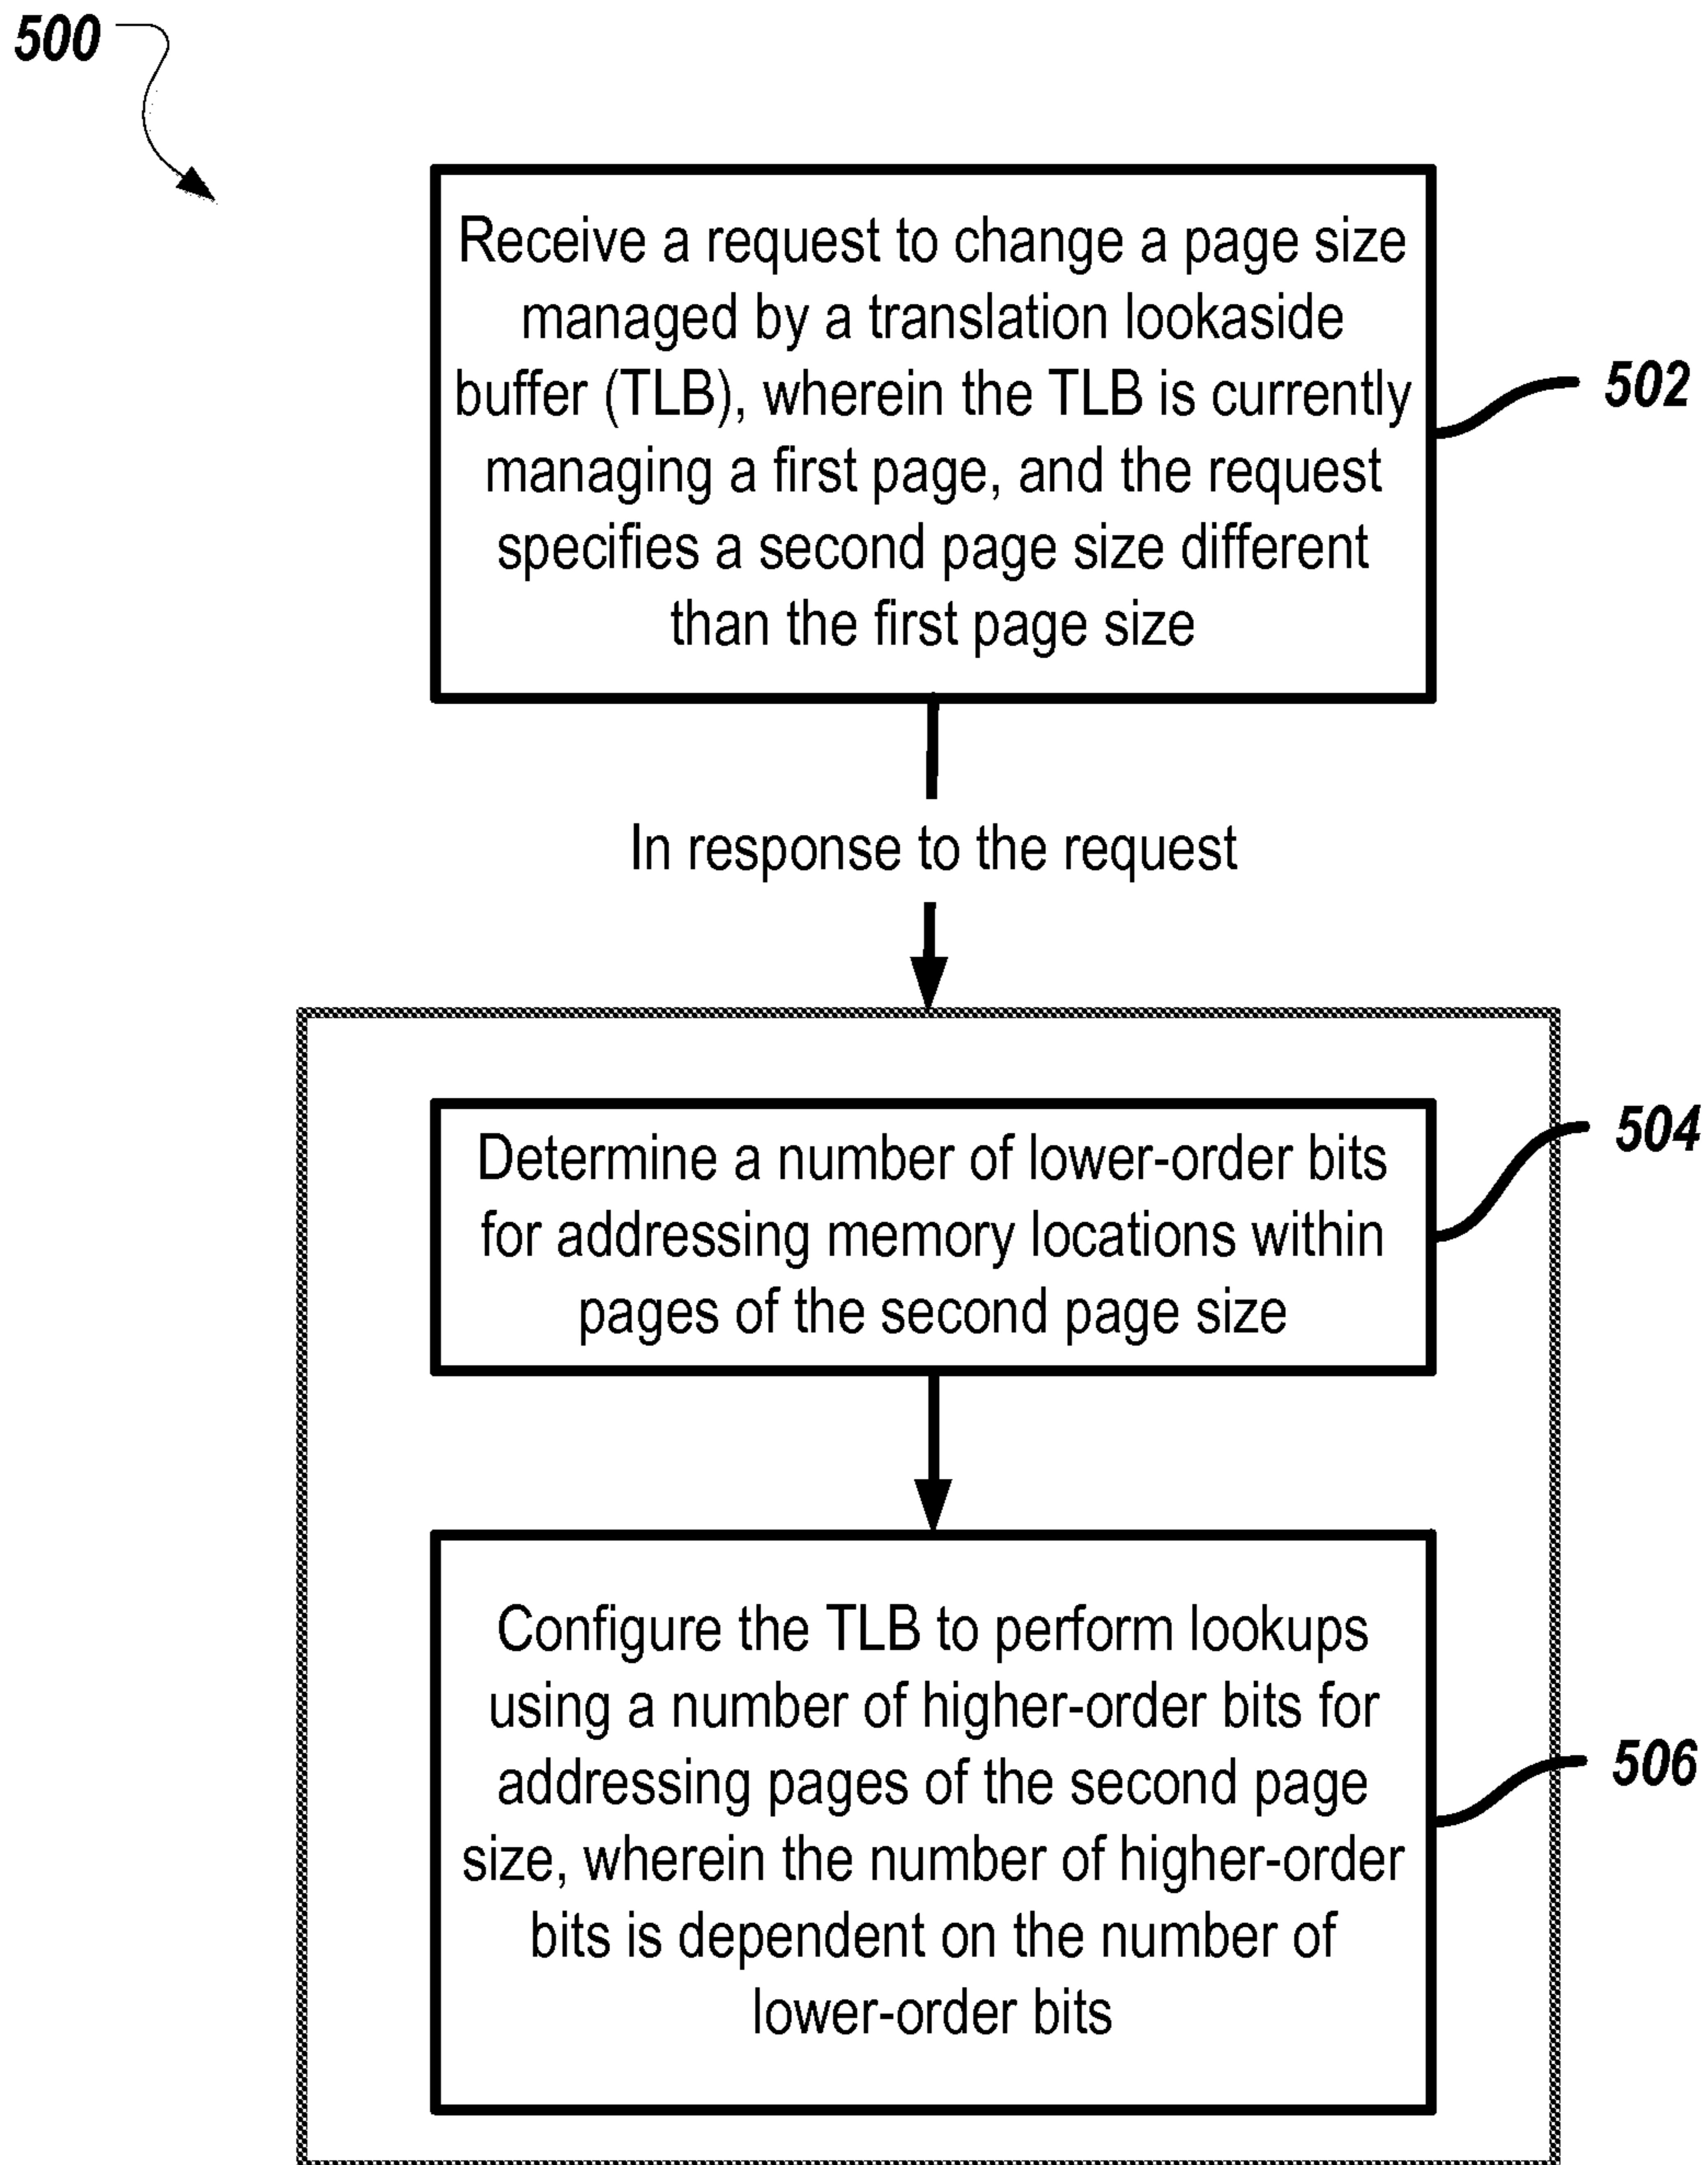 500
Receive a request to change a page size
managed by a translation lookaside
buffer (TLB), wherein the TLB is currently
managing a first page, and the request
specifies a second page size different
than the first page size
502
In response to the request
Determine a number of lower-order bits
for addressing memory locations within
pages of the second page size
504
Configure the TLB to perform lookups
using a number of higher-order bits for
addressing pages of the second page
size, wherein the number of higher-order
bits is dependent on the number of
lower-order bits
506